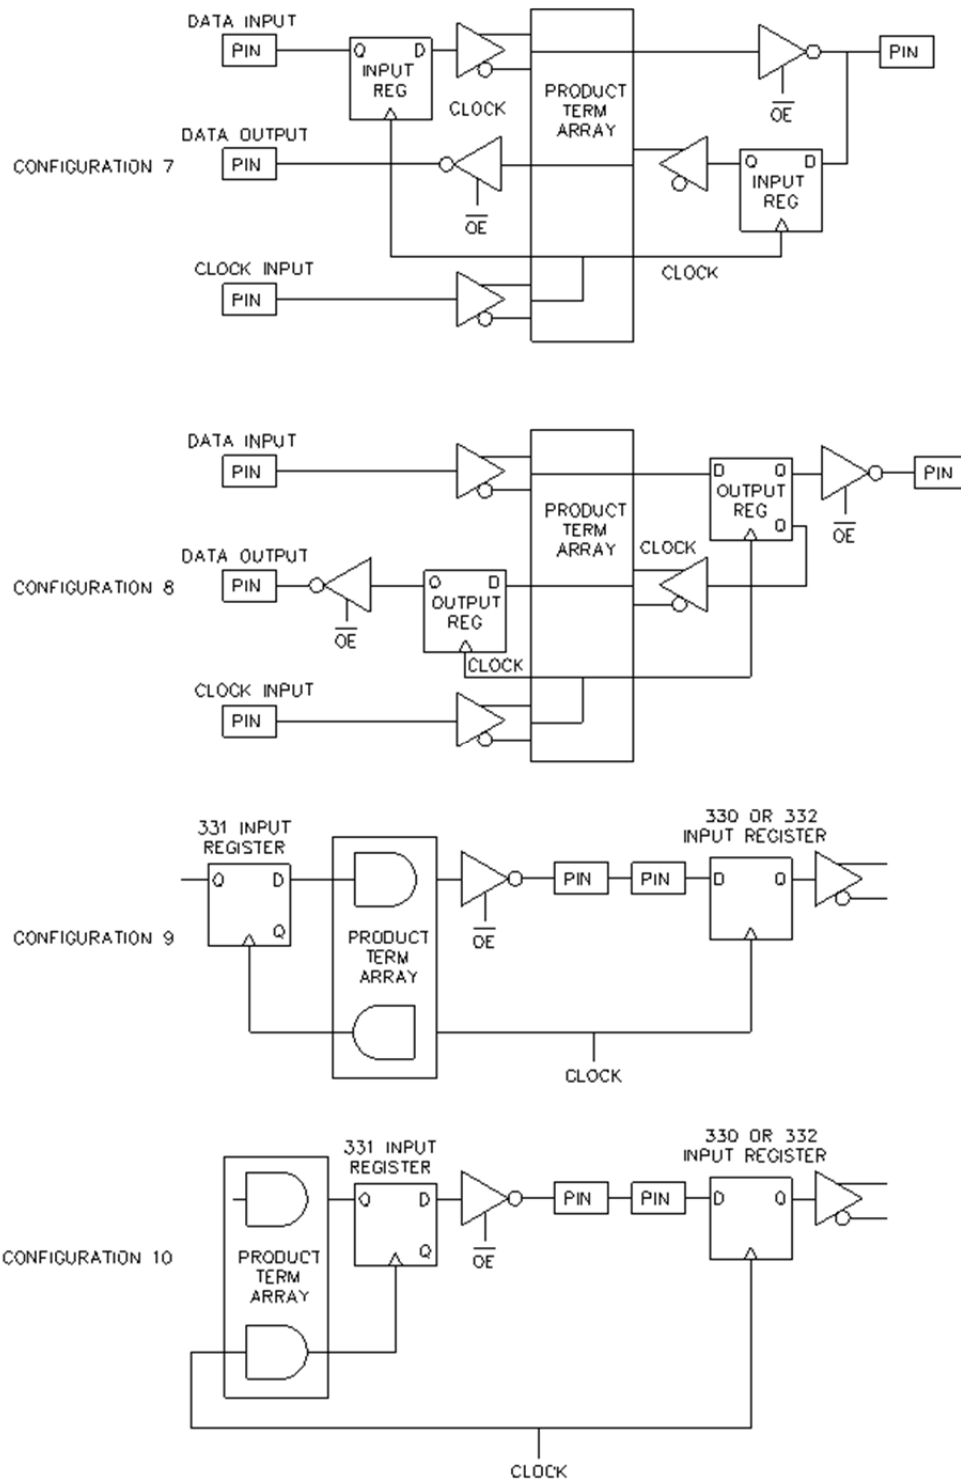 DATA INPUT
PIN
Q D
INPUT
REG
CLOCK
PRODUCT
TERM
ARRAY
OE
PIN
DATA OUTPUT
CONFIGURATION 7
PIN
OE
Q D
INPUT
REG
CLOCK INPUT
CLOCK
PIN
DATA INPUT
PIN
D Q
OUTPUT
REG
Q
PIN
PRODUCT
TERM
ARRAY
OE
DATA OUTPUT
CLOCK
CONFIGURATION 8
PIN
Q D
OUTPUT
REG
OE
CLOCK
CLOCK INPUT
PIN
331 INPUT
REGISTER
330 OR 332
INPUT REGISTER
Q D
Q
PIN
PIN
D Q
CONFIGURATION 9
PRODUCT
TERM
ARRAY
OE
CLOCK
331 INPUT
REGISTER
330 OR 332
INPUT REGISTER
Q D
Q
PIN
PIN
D Q
CONFIGURATION 10
PRODUCT
TERM
ARRAY
OE
CLOCK